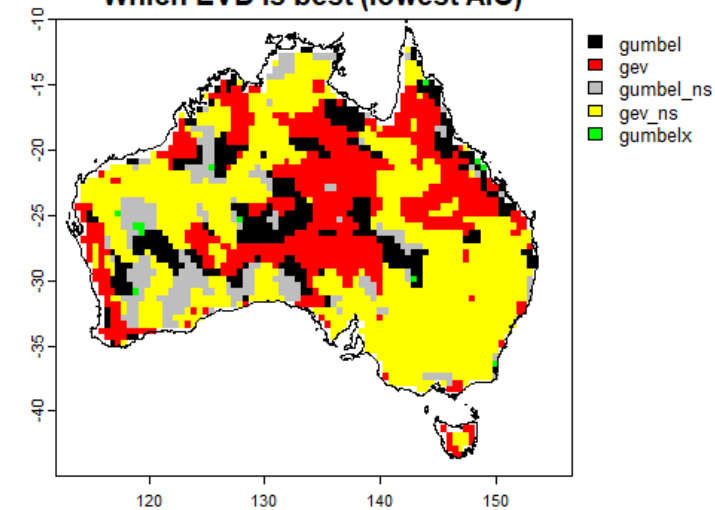 Which EVD is best (lowest AIC)
-10
-15
-20
-25
-30
-35
-40
120 130 140 150
gumbel
gev
gumbel_ns
gev_ns
gumbelx